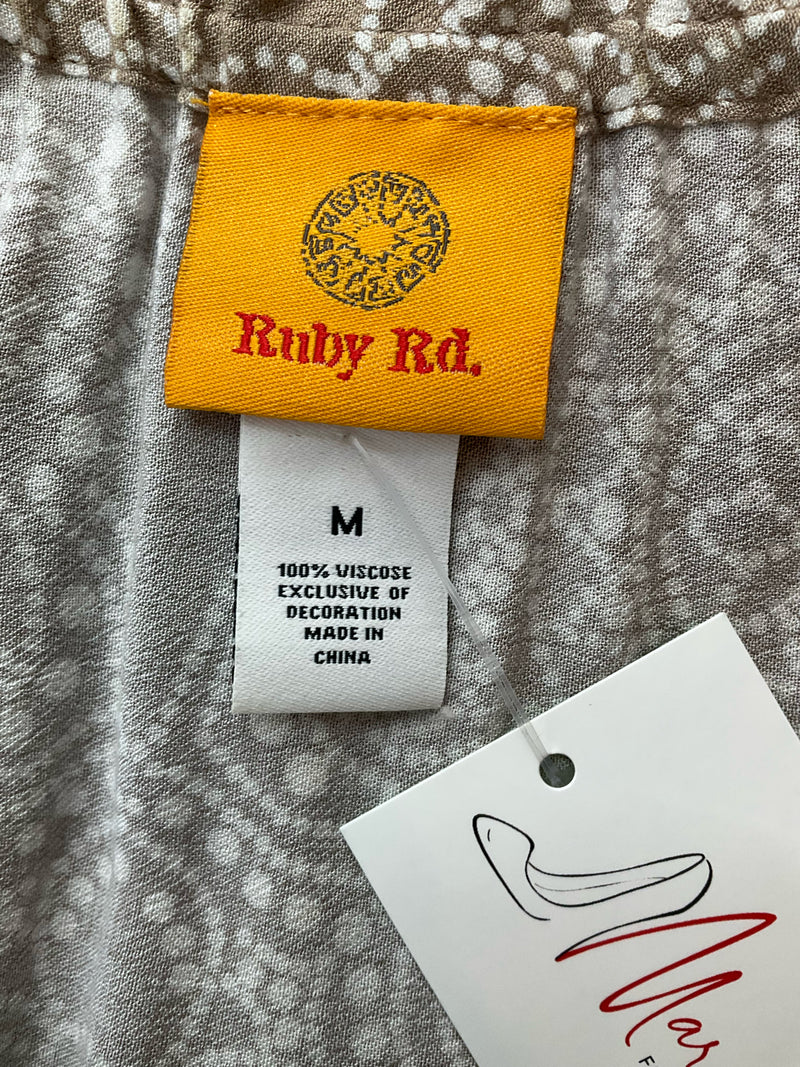 Ruby Rd.
M
100% VISCOSE
EXCLUSIVE OF
DECORATION
MADE IN
CHINA